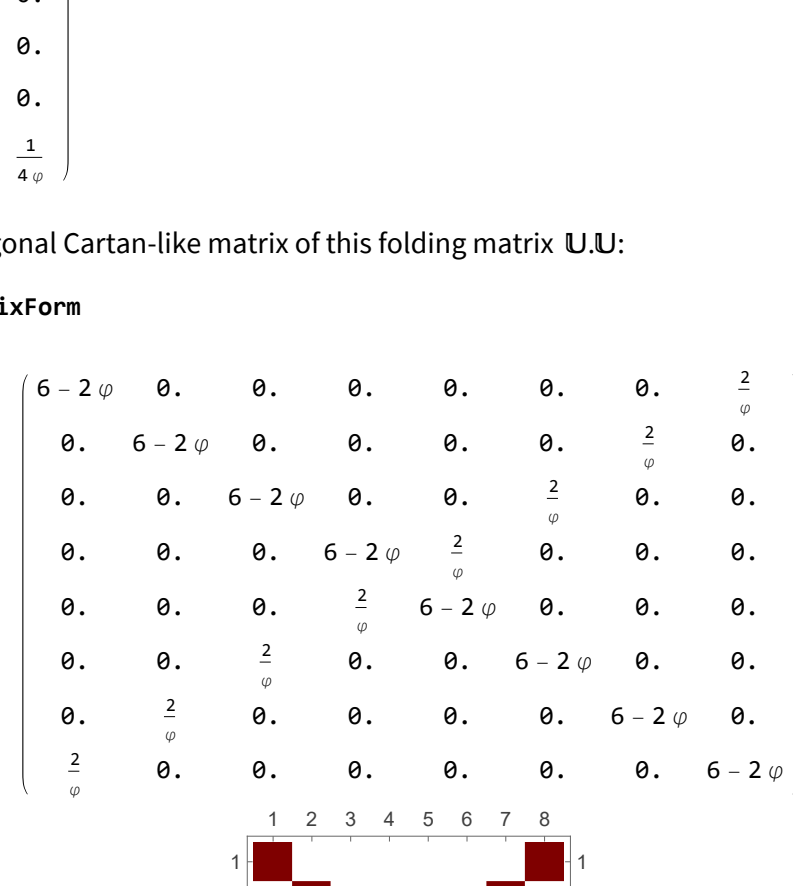 0.
0.
1
4 φ
gonal Cartan-like matrix of this folding matrix 𝕌.𝕌:
ixForm
6 − 2 φ 0. 0. 0. 0. 0. 0. 2/φ
0. 6 − 2 φ 0. 0. 0. 0. 2/φ 0.
0. 0. 6 − 2 φ 0. 0. 2/φ 0. 0.
0. 0. 0. 6 − 2 φ 2/φ 0. 0. 0.
0. 0. 0. 2/φ 6 − 2 φ 0. 0. 0.
0. 0. 2/φ 0. 0. 6 − 2 φ 0. 0.
0. 2/φ 0. 0. 0. 0. 6 − 2 φ 0.
2/φ 0. 0. 0. 0. 0. 0. 6 − 2 φ
1 2 3 4 5 6 7 8
1 1